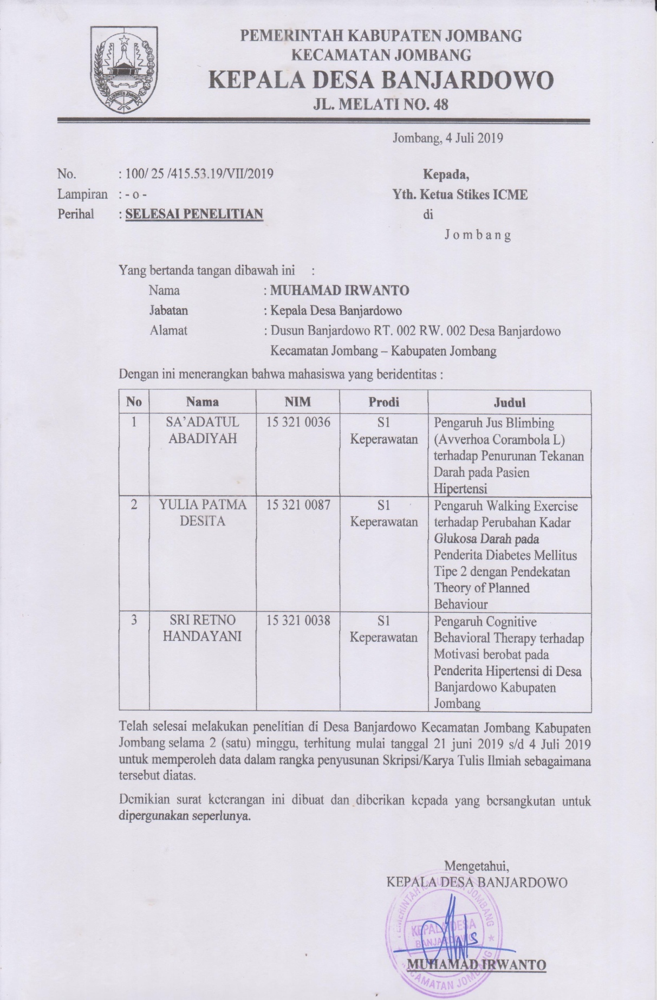 PEMERINTAH KABUPATEN JOMBANG
KECAMATAN JOMBANG
KEPALA DESA BANJARDOWO
JL. MELATI NO. 48
KABUPATEN JOMBANG
Jombang, 4 Juli 2019
No. : 100/ 25 /415.53.19/VII/2019
Lampiran : - o -
Perihal : SELESAI PENELITIAN
Kepada,
Yth. Ketua Stikes ICME
di
J o m b a n g
Yang bertanda tangan dibawah ini :
Nama : MUHAMAD IRWANTO
Jabatan : Kepala Desa Banjardowo
Alamat : Dusun Banjardowo RT. 002 RW. 002 Desa Banjardowo
Kecamatan Jombang – Kabupaten Jombang
Dengan ini menerangkan bahwa mahasiswa yang beridentitas :
No Nama NIM Prodi Judul
1 SA’ADATUL 15 321 0036 S1 Pengaruh Jus Blimbing
ABADIYAH Keperawatan (Avverhoa Corambola L)
terhadap Penurunan Tekanan
Darah pada Pasien
Hipertensi
2 YULIA PATMA 15 321 0087 S1 Pengaruh Walking Exercise
DESITA Keperawatan terhadap Perubahan Kadar
Glukosa Darah pada
Penderita Diabetes Mellitus
Tipe 2 dengan Pendekatan
Theory of Planned
Behaviour
3 SRI RETNO 15 321 0038 S1 Pengaruh Cognitive
HANDAYANI Keperawatan Behavioral Therapy terhadap
Motivasi berobat pada
Penderita Hipertensi di Desa
Banjardowo Kabupaten
Jombang
Telah selesai melakukan penelitian di Desa Banjardowo Kecamatan Jombang Kabupaten
Jombang selama 2 (satu) minggu, terhitung mulai tanggal 21 juni 2019 s/d 4 Juli 2019
untuk memperoleh data dalam rangka penyusunan Skripsi/Karya Tulis Ilmiah sebagaimana
tersebut diatas.
Demikian surat keterangan ini dibuat dan diberikan kepada yang bersangkutan untuk
dipergunakan seperlunya.
Mengetahui,
KEPALA DESA BANJARDOWO
PEMERINTAH KABUPATEN JOMBANG
KEPALA DESA
BANJARDOWO
KECAMATAN JOMBANG
MUHAMAD IRWANTO